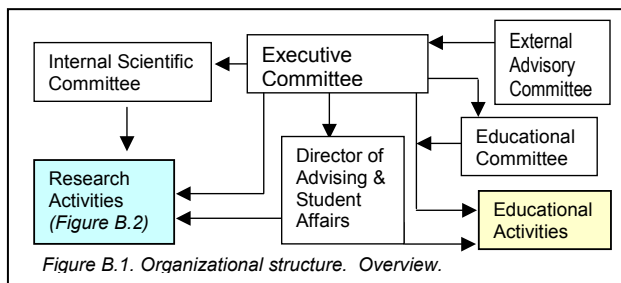 Internal Scientific
Committee
Executive
Committee
External
Advisory
Committee
Educational
Committee
Research
Activities
(Figure B.2)
Director of
Advising &
Student
Affairs
Educational
Activities
Figure B.1. Organizational structure. Overview.